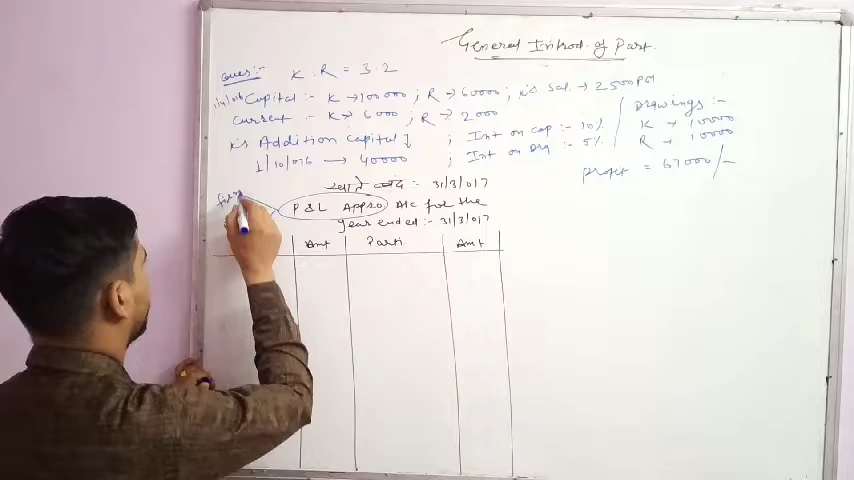 General Introd. of Part.
Ques:- K : R = 3:2
1/4/016 Capital :- K → 100000 ; R → 60000 ; K's Sal. → 2500 P.M
Current :- K → 6000 ; R → 2000
K's Addition Capital ; Int on Cap :- 10%
1/10/016 → 40000 ; Int on Drg :- 5%
Drawings :-
K → 10000
R → 10000
Profit = 67000/-
खाते बंद :- 31/3/017
P & L Appro. A/c for the
year ended :- 31/3/017
Amt Parti Amt